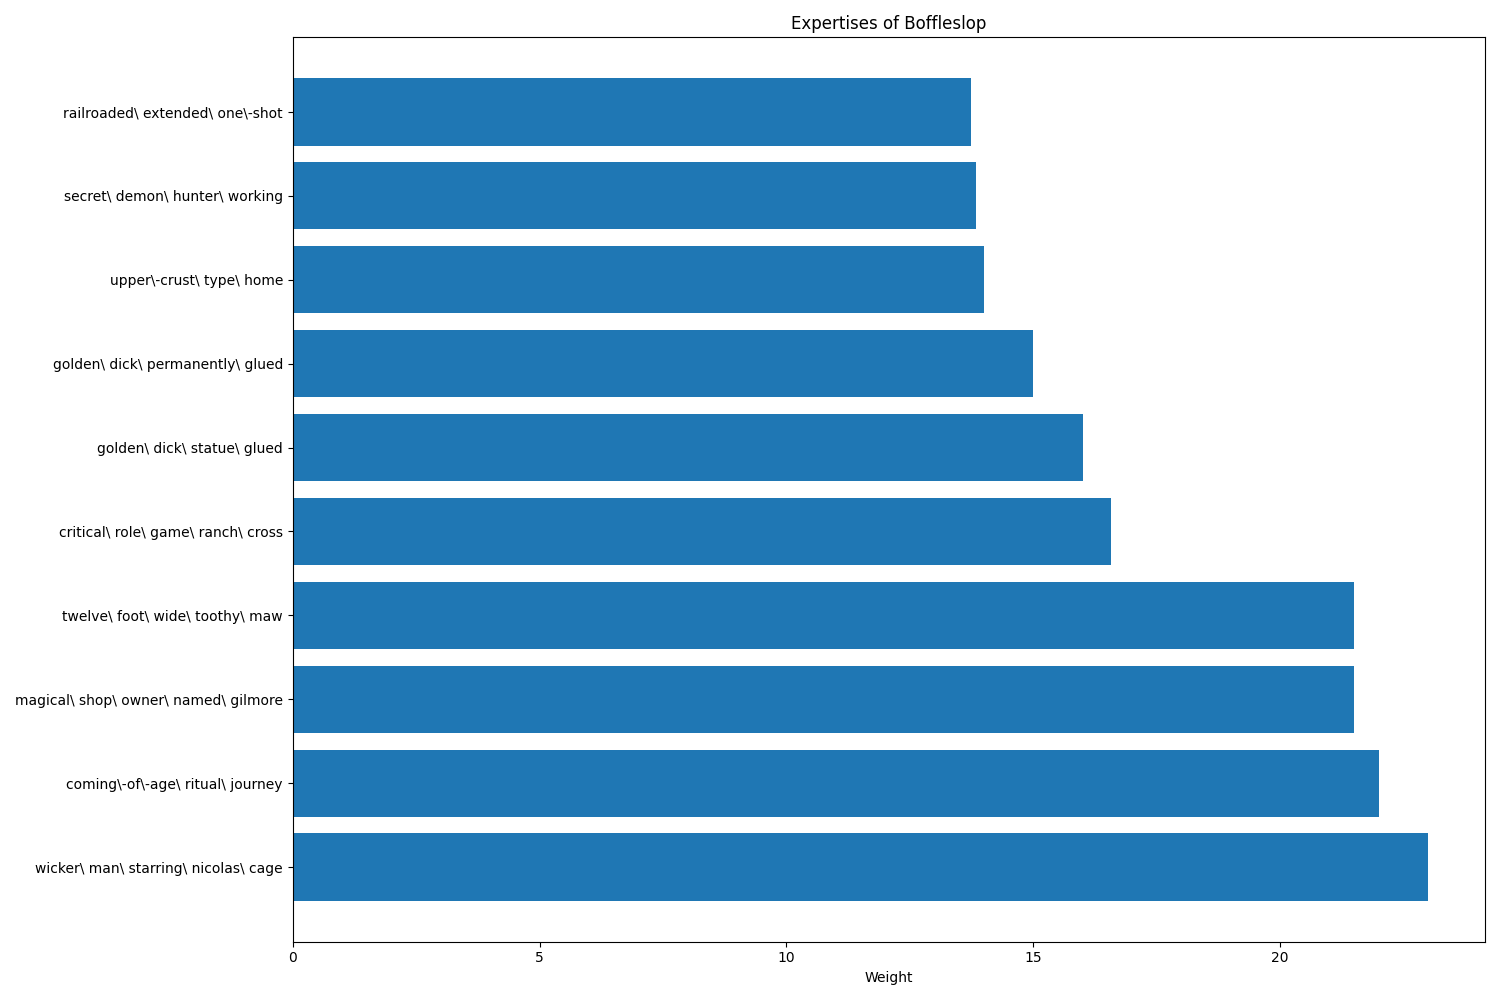 Expertises of Boffleslop
railroaded\ extended\ one\-shot
secret\ demon\ hunter\ working
upper\-crust\ type\ home
golden\ dick\ permanently\ glued
golden\ dick\ statue\ glued
critical\ role\ game\ ranch\ cross
twelve\ foot\ wide\ toothy\ maw
magical\ shop\ owner\ named\ gilmore
coming\-of\-age\ ritual\ journey
wicker\ man\ starring\ nicolas\ cage
0 5 10 15 20
Weight